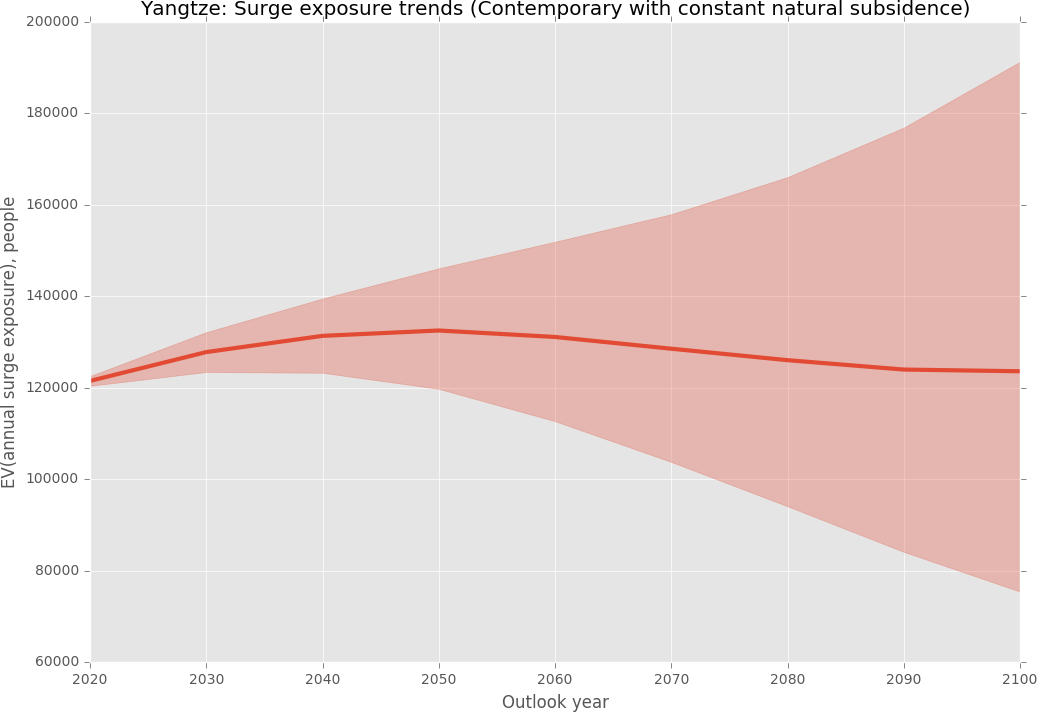 Yangtze: Surge exposure trends (Contemporary with constant natural subsidence)
200000
180000
160000
140000
120000
100000
80000
60000
EV(annual surge exposure), people
2020 2030 2040 2050 2060 2070 2080 2090 2100
Outlook year